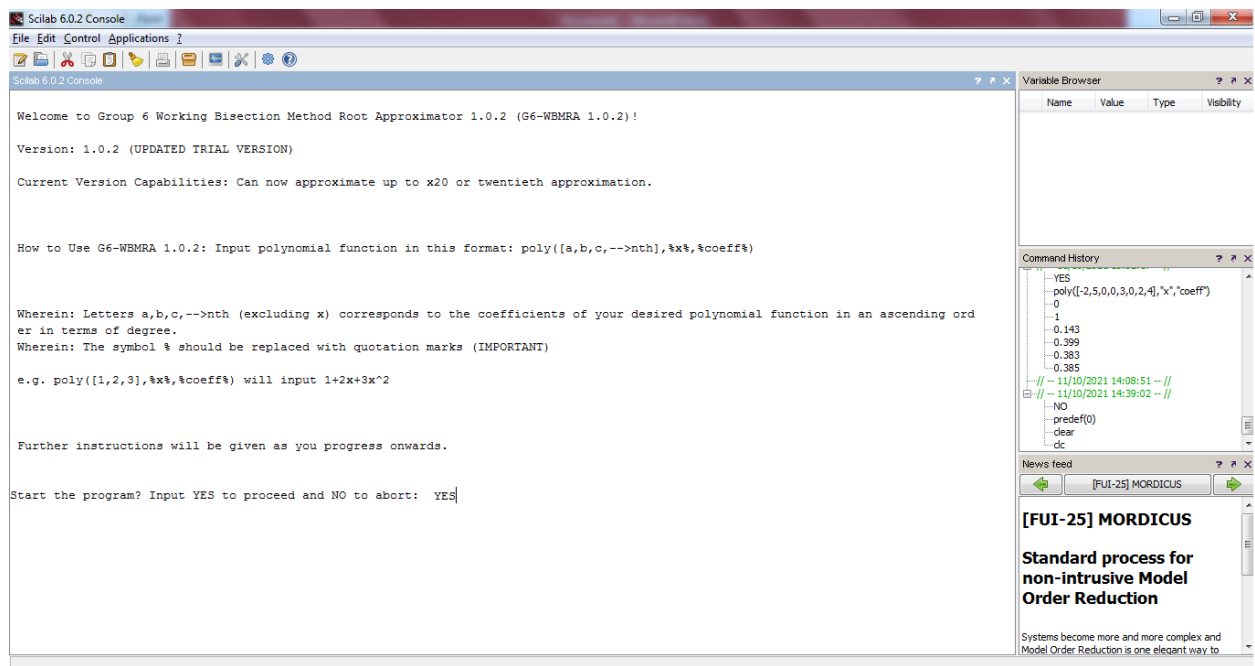 Scilab 6.0.2 Console
File Edit Control Applications ?
Scilab 6.0.2 Console
Welcome to Group 6 Working Bisection Method Root Approximator 1.0.2 (G6-WBMRA 1.0.2)!
Version: 1.0.2 (UPDATED TRIAL VERSION)
Current Version Capabilities: Can now approximate up to x20 or twentieth approximation.
How to Use G6-WBMRA 1.0.2: Input polynomial function in this format: poly([a,b,c,-->nth],%x%,%coeff%)
Wherein: Letters a,b,c,-->nth (excluding x) corresponds to the coefficients of your desired polynomial function in an ascending ord
er in terms of degree.
Wherein: The symbol % should be replaced with quotation marks (IMPORTANT)
e.g. poly([1,2,3],%x%,%coeff%) will input 1+2x+3x^2
Further instructions will be given as you progress onwards.
Start the program? Input YES to proceed and NO to abort: YES
Variable Browser
Name Value Type Visibility
Command History
YES
poly([-2,5,0,0,3,0,2,4],"x","coeff")
0
1
0.143
0.399
0.383
0.385
// -- 11/10/2021 14:08:51 -- //
// -- 11/10/2021 14:39:02 -- //
NO
predef(0)
clear
clc
News feed
[FUI-25] MORDICUS
[FUI-25] MORDICUS
Standard process for
non-intrusive Model
Order Reduction
Systems become more and more complex and
Model Order Reduction is one elegant way to